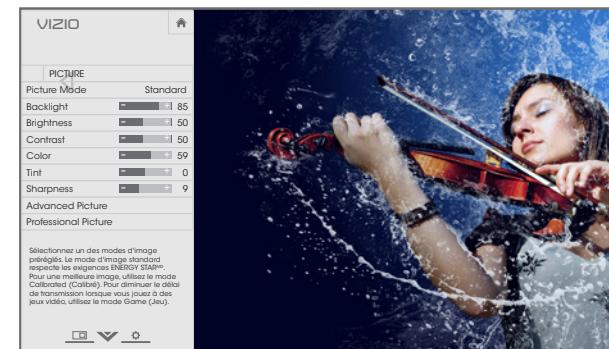 VIZIO
PICTURE
Picture Mode Standard
Backlight 85
Brightness 50
Contrast 50
Color 59
Tint 0
Sharpness 9
Advanced Picture
Professional Picture
Sélectionnez un des modes d'image
préréglés. Le mode d'image standard
respecte les exigences ENERGY STARᴹᴰ.
Pour une meilleure image, utilisez le mode
Calibrated (Calibré). Pour diminuer le délai
de transmission lorsque vous jouez à des
jeux vidéo, utilisez le mode Game (Jeu).